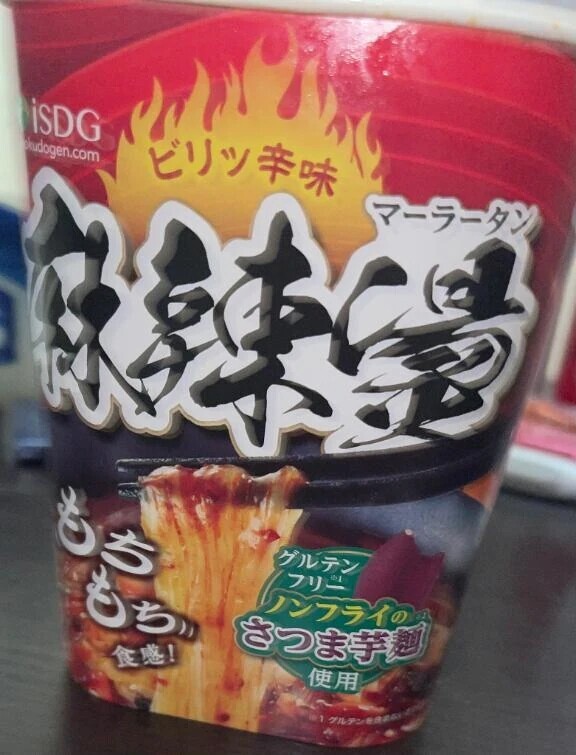 iSDG
okudogen.com
ビリッ辛味
マーラータン
麻辣湯
もち
もち
食感!
グルテン
フリー※1
ノンフライの
さつま芋麺
使用